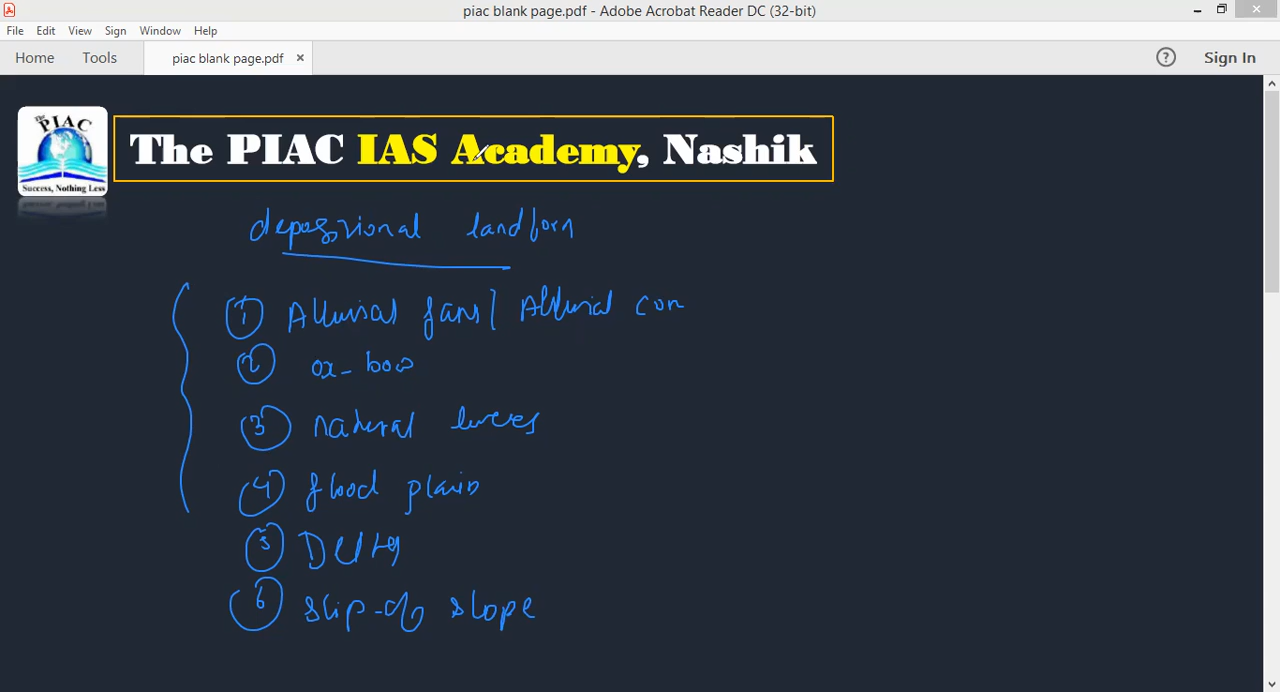 piac blank page.pdf - Adobe Acrobat Reader DC (32-bit)
File Edit View Sign Window Help
Home Tools piac blank page.pdf × ? Sign In
The PIAC
Success, Nothing Less
The PIAC IAS Academy, Nashik
landform
1 Alluvial fans / Alluvial con
2 ox-bow
3 natural
4 flood plain
5 Delta
6 slip-off slope